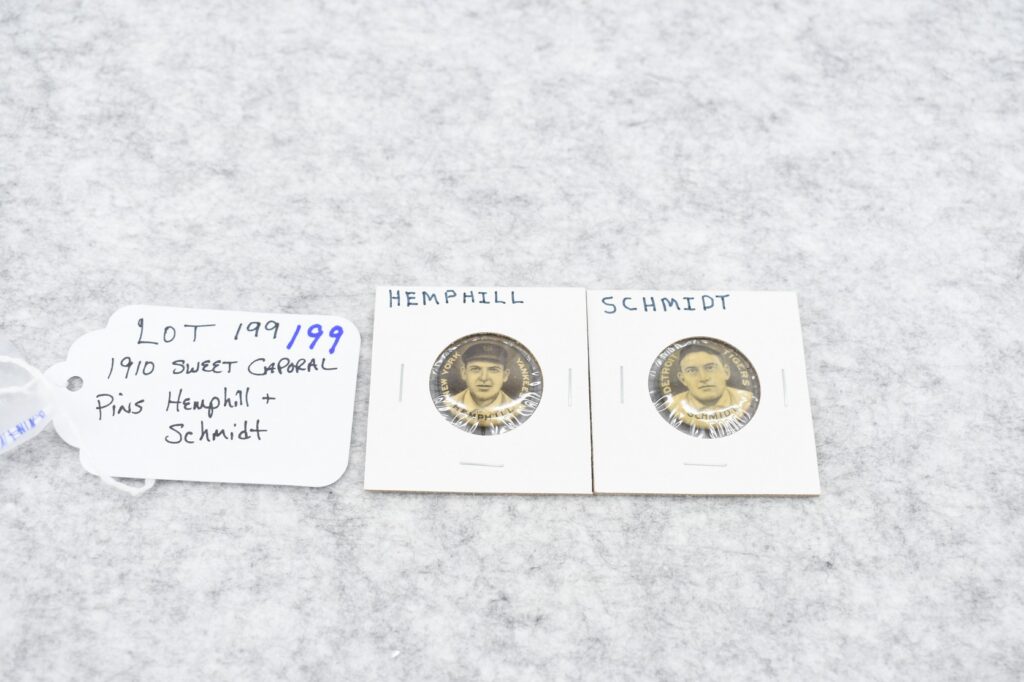 LOT 199 199
1910 SWEET CAPORAL
Pins Hemphill +
Schmidt
HEMPHILL
NEW YORK YANKEES
HEMPHILL
SCHMIDT
DETROIT TIGERS
SCHMIDT